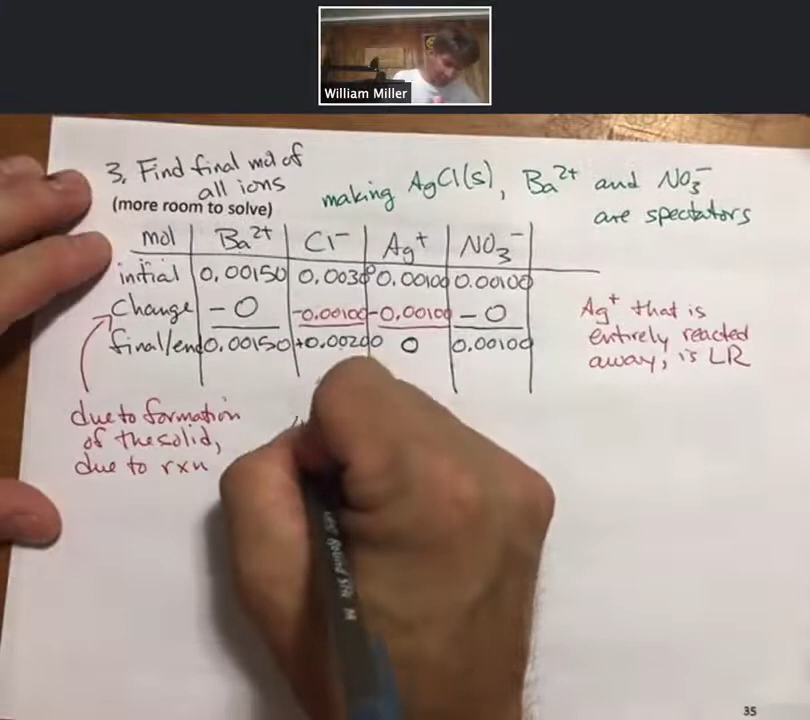 William Miller
3. Find final mol of
all ions
(more room to solve)
making AgCl(s), Ba²⁺ and NO₃⁻
are spectators
mol Ba²⁺ Cl⁻ Ag⁺ NO₃⁻
initial 0.00150 0.0030 0.00100 0.00100
Change - 0 -0.00100 -0.00100 - 0
final/end 0.00150 +0.00200 0 0.00100
Ag⁺ that is
entirely reacted
away, is LR
due to formation
of the solid,
due to rxn
35